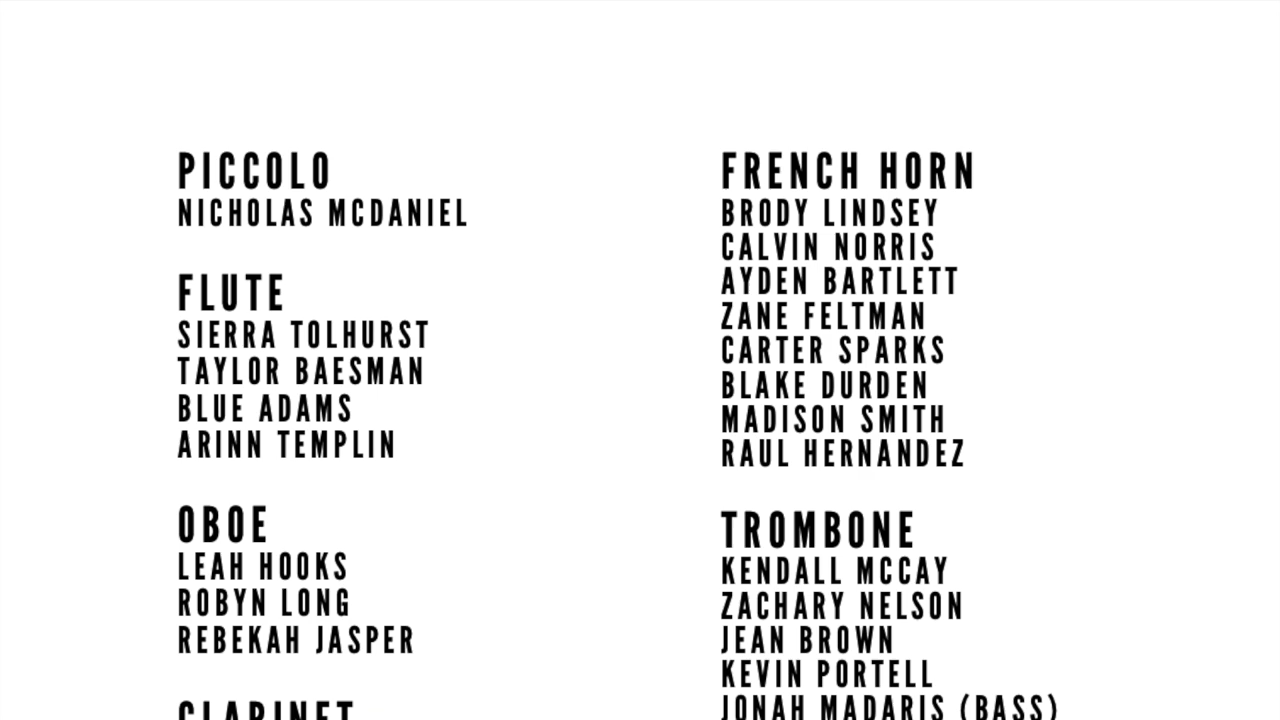 PICCOLO
NICHOLAS MCDANIEL
FLUTE
SIERRA TOLHURST
TAYLOR BAESMAN
BLUE ADAMS
ARINN TEMPLIN
OBOE
LEAH HOOKS
ROBYN LONG
REBEKAH JASPER
CLARINET
FRENCH HORN
BRODY LINDSEY
CALVIN NORRIS
AYDEN BARTLETT
ZANE FELTMAN
CARTER SPARKS
BLAKE DURDEN
MADISON SMITH
RAUL HERNANDEZ
TROMBONE
KENDALL MCCAY
ZACHARY NELSON
JEAN BROWN
KEVIN PORTELL
JONAH MADARIS (BASS)